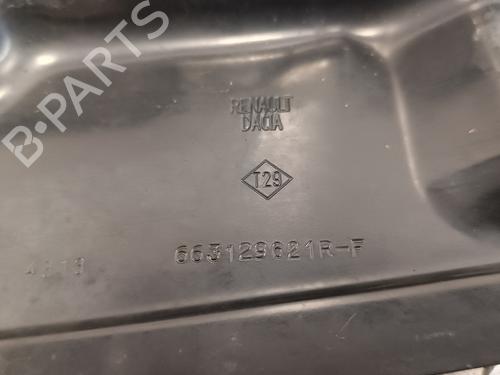 B-PARTS
RENAULT
DACIA
T29
663129621R-F